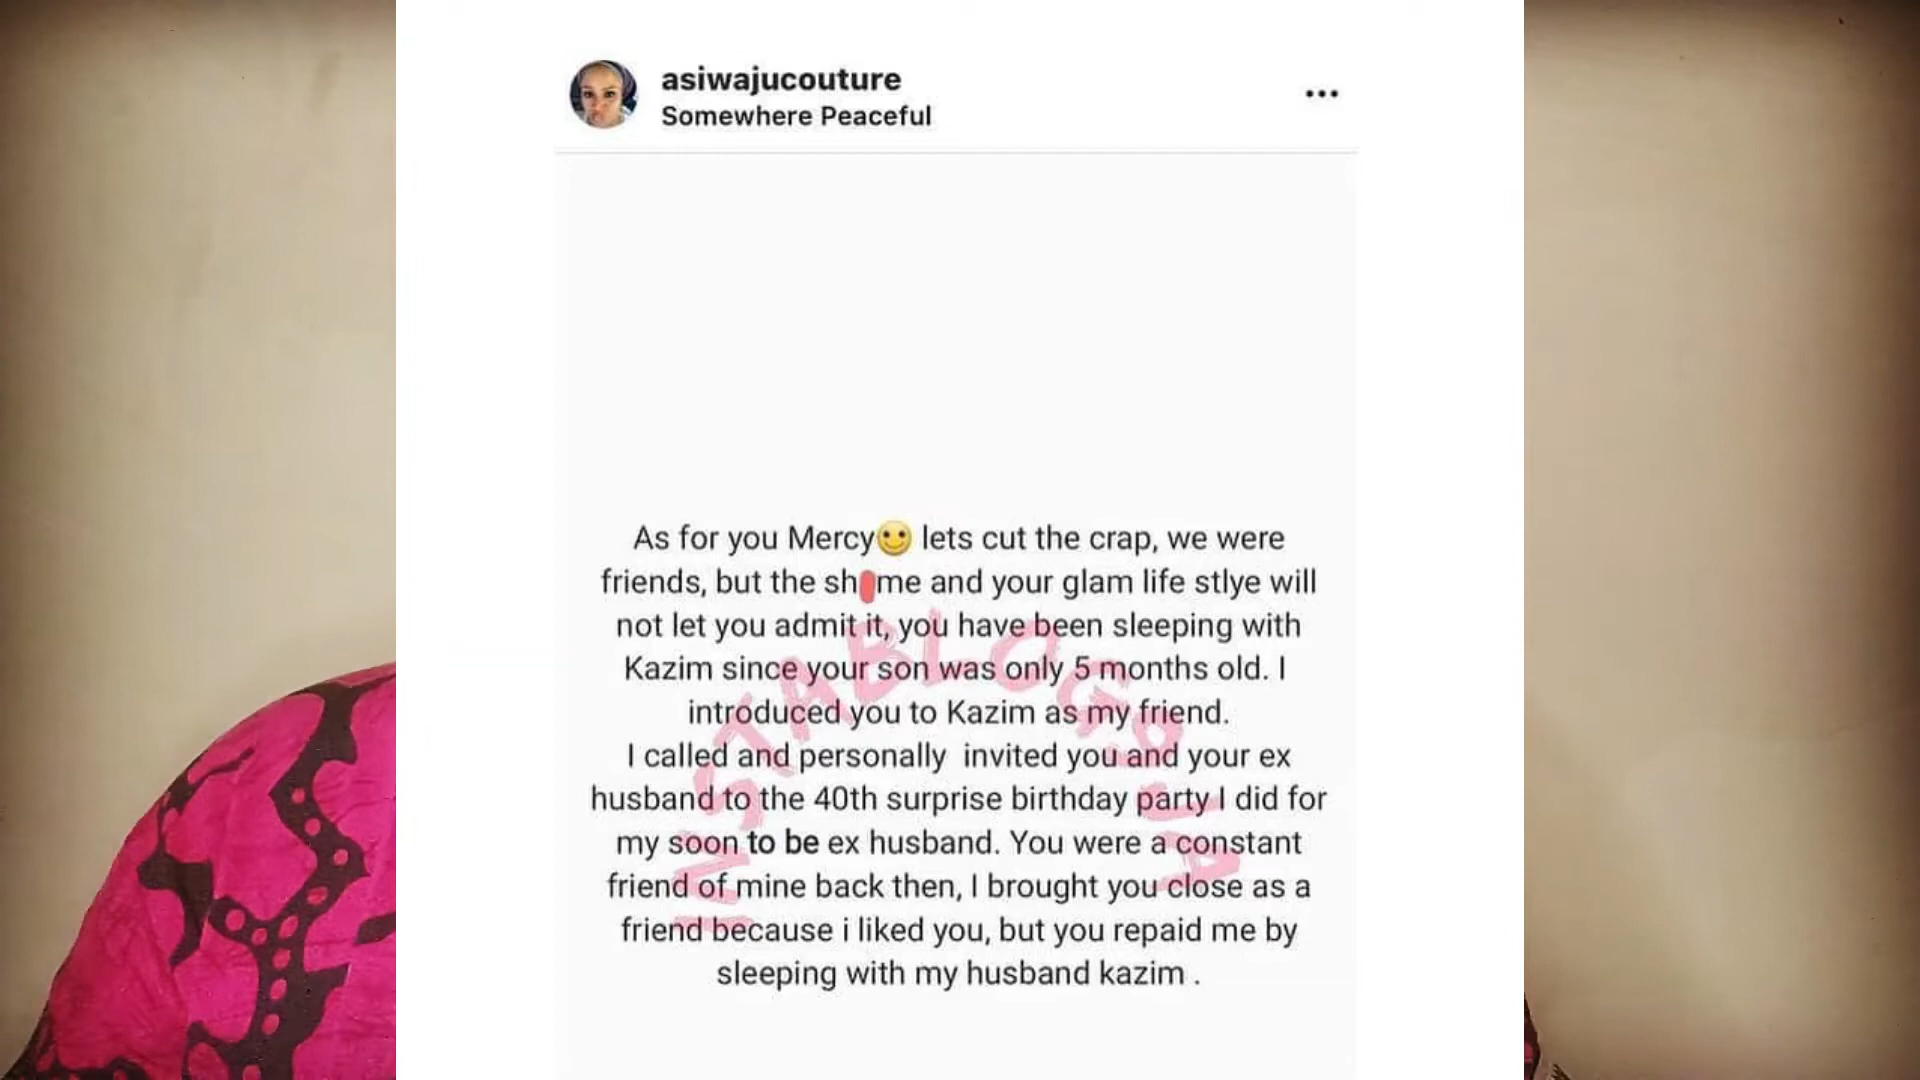 asiwajucouture
Somewhere Peaceful
As for you Mercy🙂 lets cut the crap, we were
friends, but the sh me and your glam life stlye will
not let you admit it, you have been sleeping with
Kazim since your son was only 5 months old. I
introduced you to Kazim as my friend.
I called and personally invited you and your ex
husband to the 40th surprise birthday party I did for
my soon to be ex husband. You were a constant
friend of mine back then, I brought you close as a
friend because i liked you, but you repaid me by
sleeping with my husband kazim .
INSTABLOG9JA